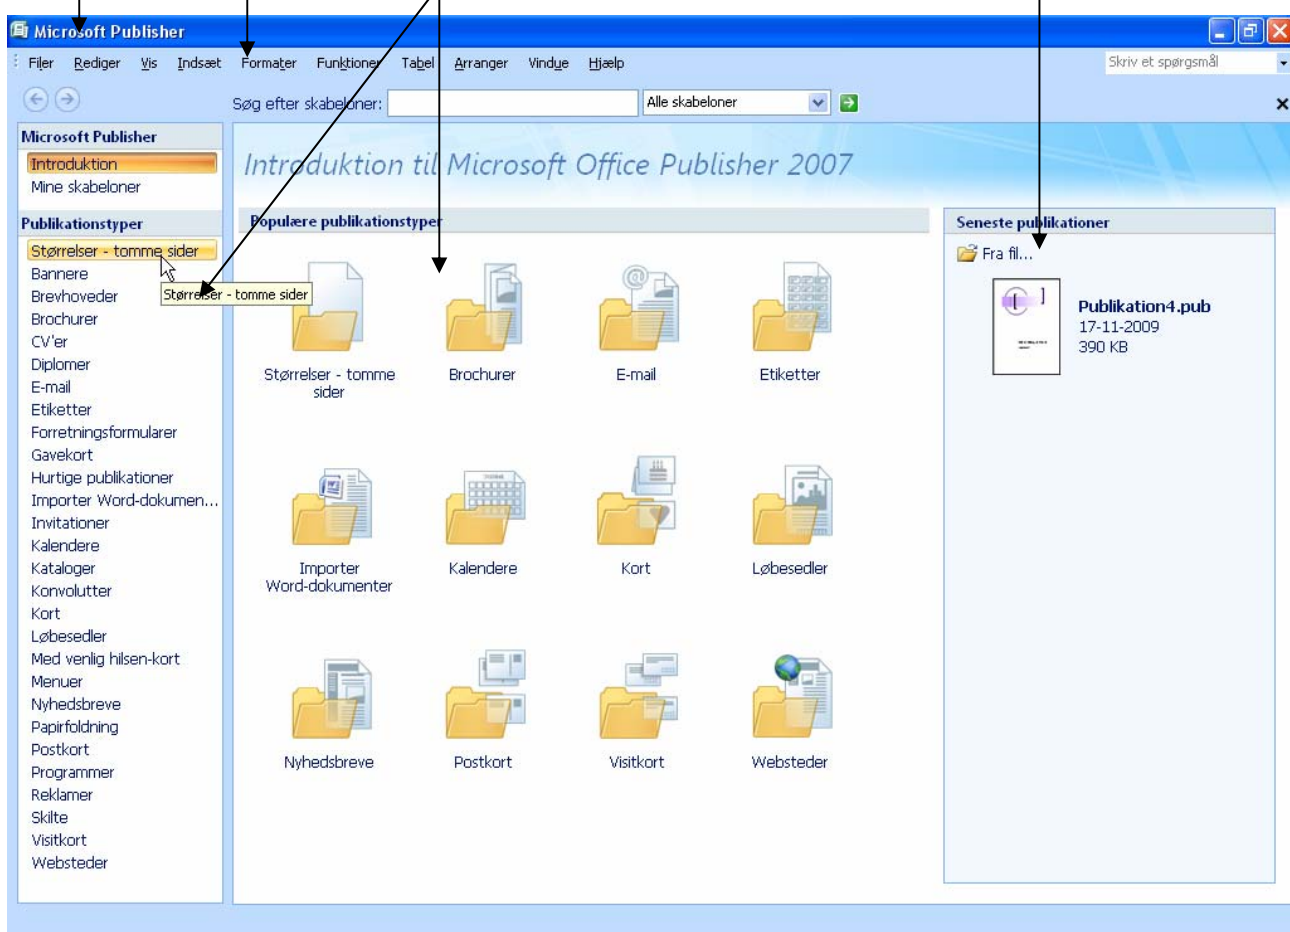 Microsoft Publisher
Filer Rediger Vis Indsæt Formater Funktioner Tabel Arranger Vindue Hjælp Skriv et spørgsmål
Søg efter skabeloner: Alle skabeloner
Microsoft Publisher
Introduktion
Mine skabeloner
Publikationstyper
Størrelser - tomme sider
Bannere
Brevhoveder
Brochurer
CV'er
Diplomer
E-mail
Etiketter
Forretningsformularer
Gavekort
Hurtige publikationer
Importer Word-dokumen...
Invitationer
Kalendere
Kataloger
Konvolutter
Kort
Løbesedler
Med venlig hilsen-kort
Menuer
Nyhedsbreve
Papirfoldning
Postkort
Programmer
Reklamer
Skilte
Visitkort
Websteder
Størrelser - tomme sider
Introduktion til Microsoft Office Publisher 2007
Populære publikationstyper
Størrelser - tomme
sider
Brochurer
E-mail
Etiketter
Importer
Word-dokumenter
Kalendere
Kort
Løbesedler
Nyhedsbreve
Postkort
Visitkort
Websteder
Seneste publikationer
Fra fil...
Publikation4.pub
17-11-2009
390 KB